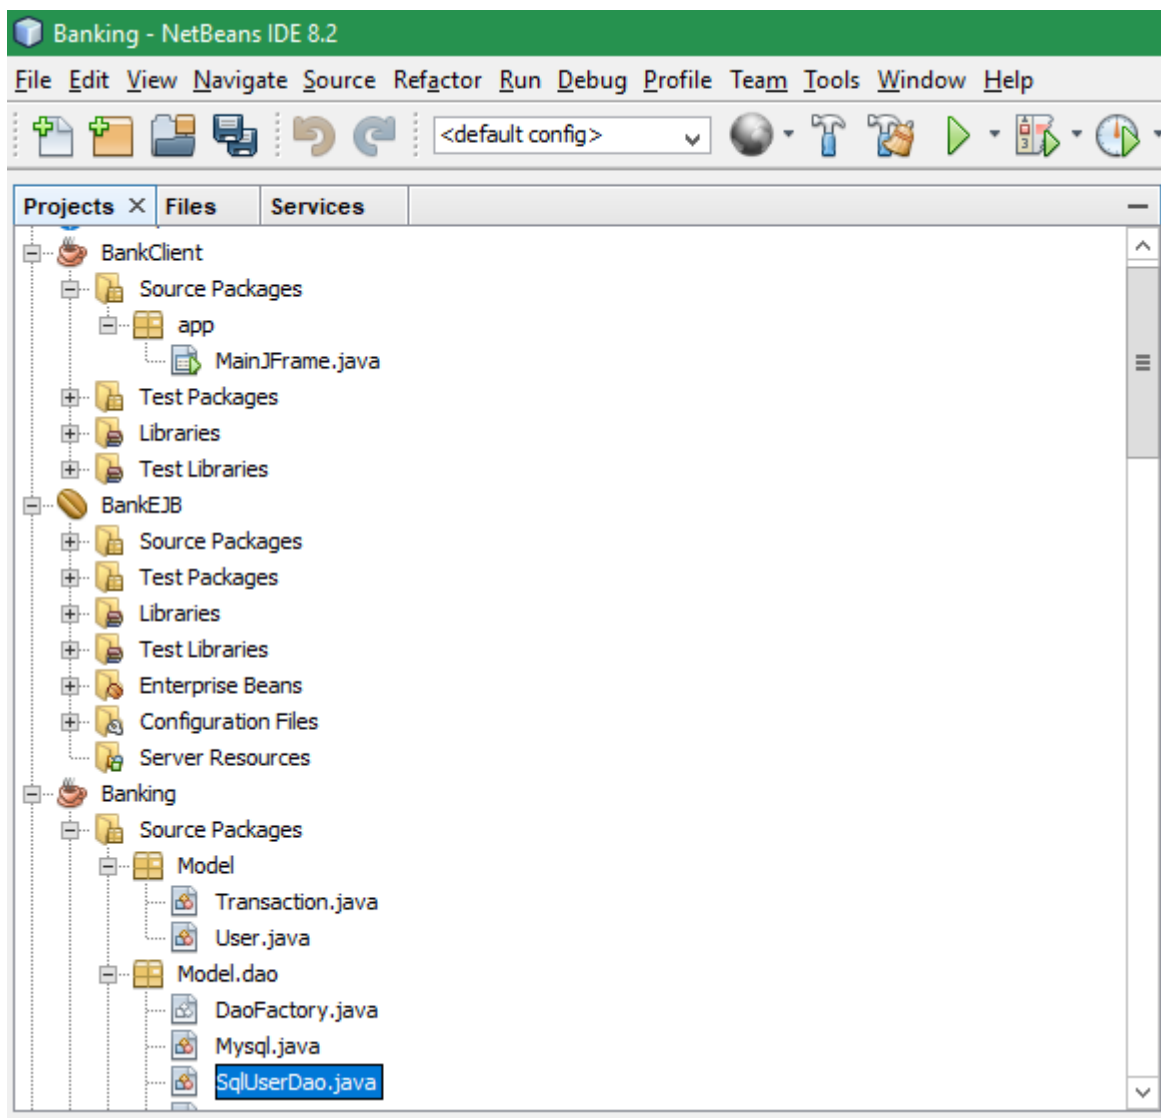 Banking - NetBeans IDE 8.2
File Edit View Navigate Source Refactor Run Debug Profile Team Tools Window Help
<default config>
Projects Files Services
BankClient
Source Packages
app
MainJFrame.java
Test Packages
Libraries
Test Libraries
BankEJB
Source Packages
Test Packages
Libraries
Test Libraries
Enterprise Beans
Configuration Files
Server Resources
Banking
Source Packages
Model
Transaction.java
User.java
Model.dao
DaoFactory.java
Mysql.java
SqlUserDao.java